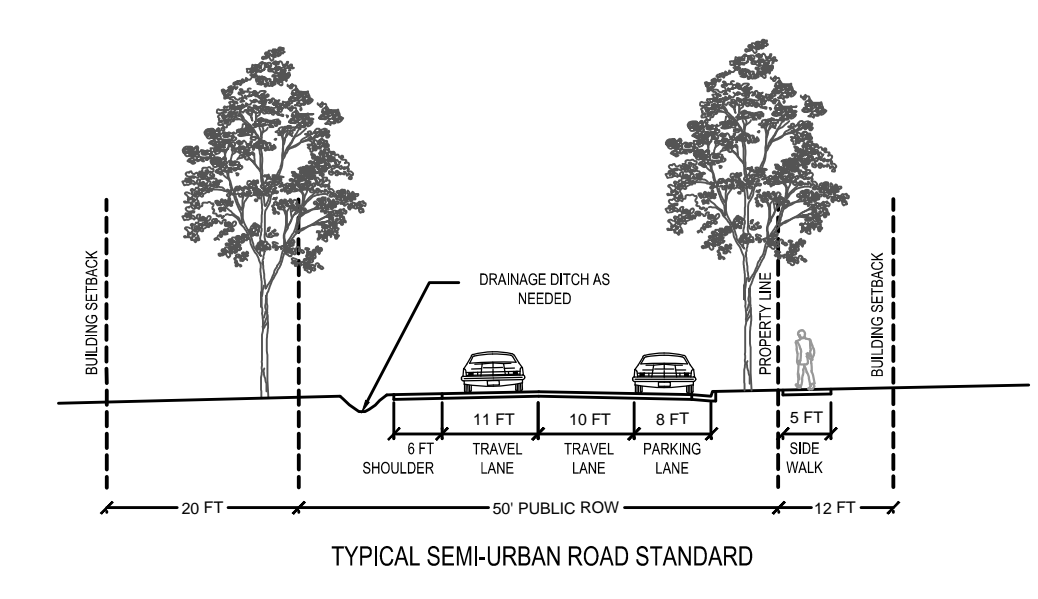 BUILDING SETBACK
DRAINAGE DITCH AS
NEEDED
PROPERTY LINE
BUILDING SETBACK
11 FT
10 FT
8 FT
5 FT
6 FT
SHOULDER
TRAVEL
LANE
TRAVEL
LANE
PARKING
LANE
SIDE
WALK
20 FT
50' PUBLIC ROW
12 FT
TYPICAL SEMI-URBAN ROAD STANDARD